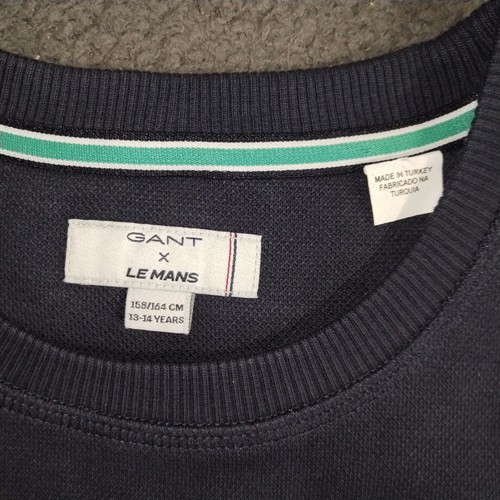 GANT
X
LE MANS
158/164 CM
13-14 YEARS
MADE IN TURKEY
FABRICADO NA
TURQUIA